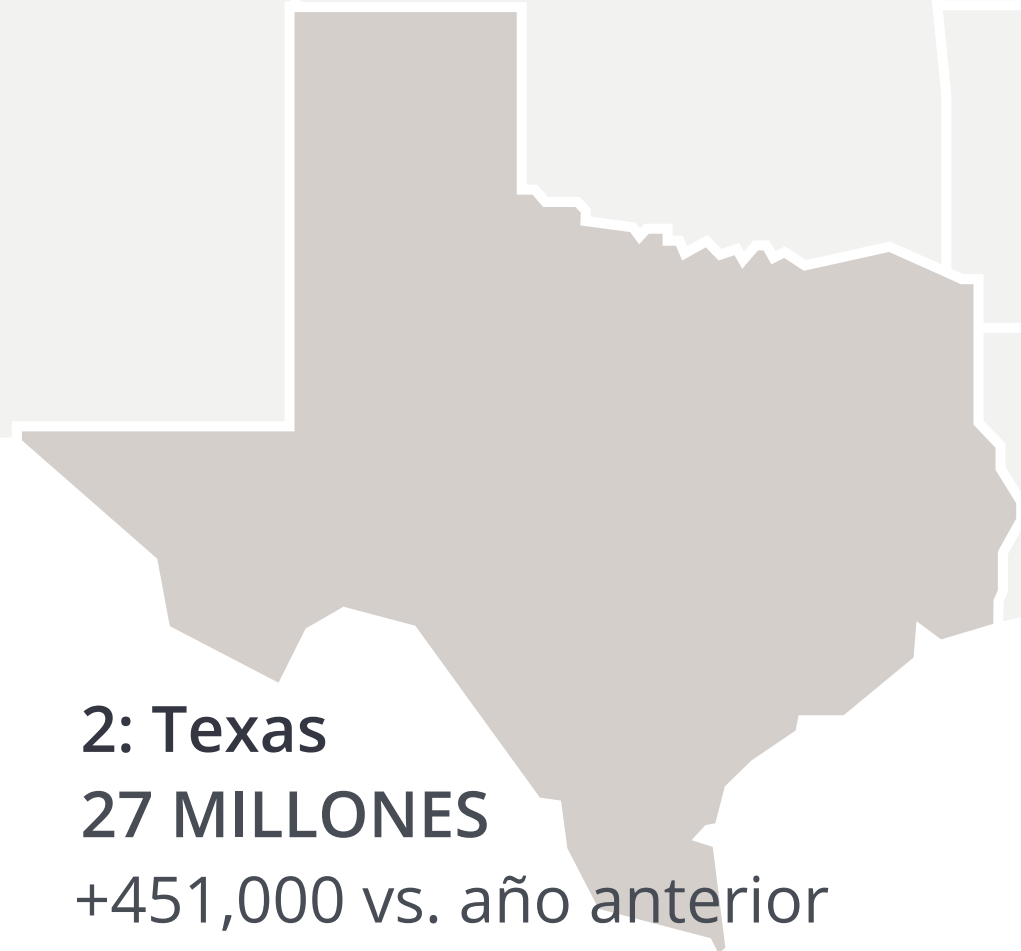 2: Texas
27 MILLONES
+451,000 vs. año anterior